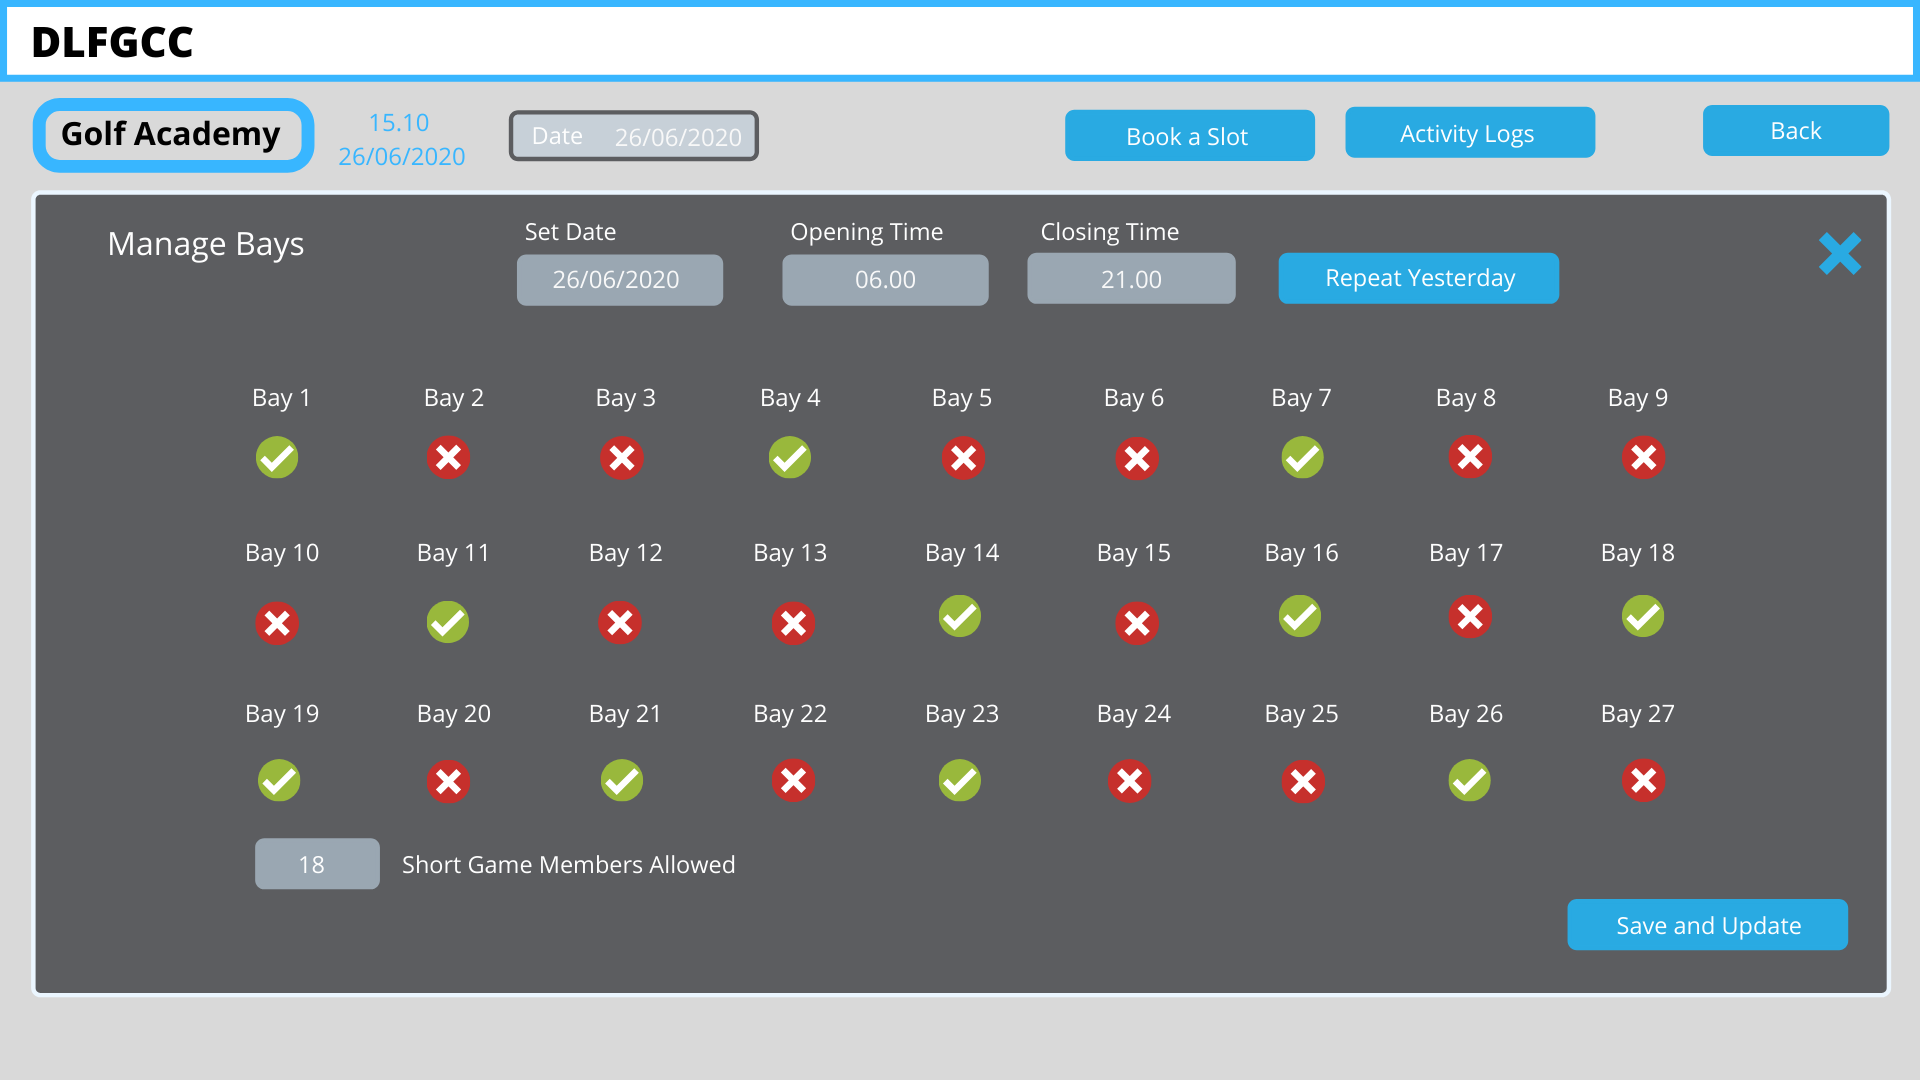 DLFGCC
Golf Academy
15.10
26/06/2020
Date 26/06/2020
Book a Slot
Activity Logs
Back
Manage Bays
Set Date
Opening Time
Closing Time
26/06/2020
06.00
21.00
Repeat Yesterday
Bay 1
Bay 2
Bay 3
Bay 4
Bay 5
Bay 6
Bay 7
Bay 8
Bay 9
Bay 10
Bay 11
Bay 12
Bay 13
Bay 14
Bay 15
Bay 16
Bay 17
Bay 18
Bay 19
Bay 20
Bay 21
Bay 22
Bay 23
Bay 24
Bay 25
Bay 26
Bay 27
18
Short Game Members Allowed
Save and Update